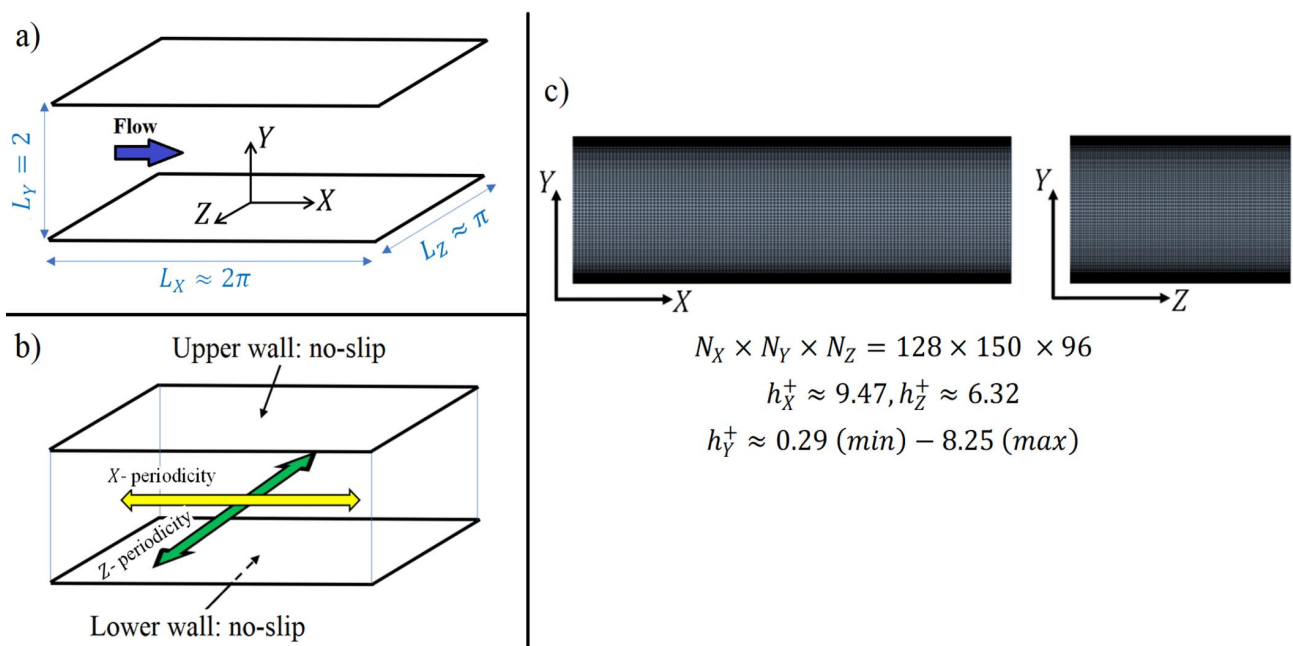 a)
Flow
Y
X
Z
L_Y = 2
L_X ≈ 2π
L_Z ≈ π
b)
Upper wall: no-slip
X- periodicity
Z- periodicity
Lower wall: no-slip
c)
Y
X
Y
Z
N_X × N_Y × N_Z = 128 × 150 × 96
h_X^+ ≈ 9.47, h_Z^+ ≈ 6.32
h_Y^+ ≈ 0.29 (min) − 8.25 (max)